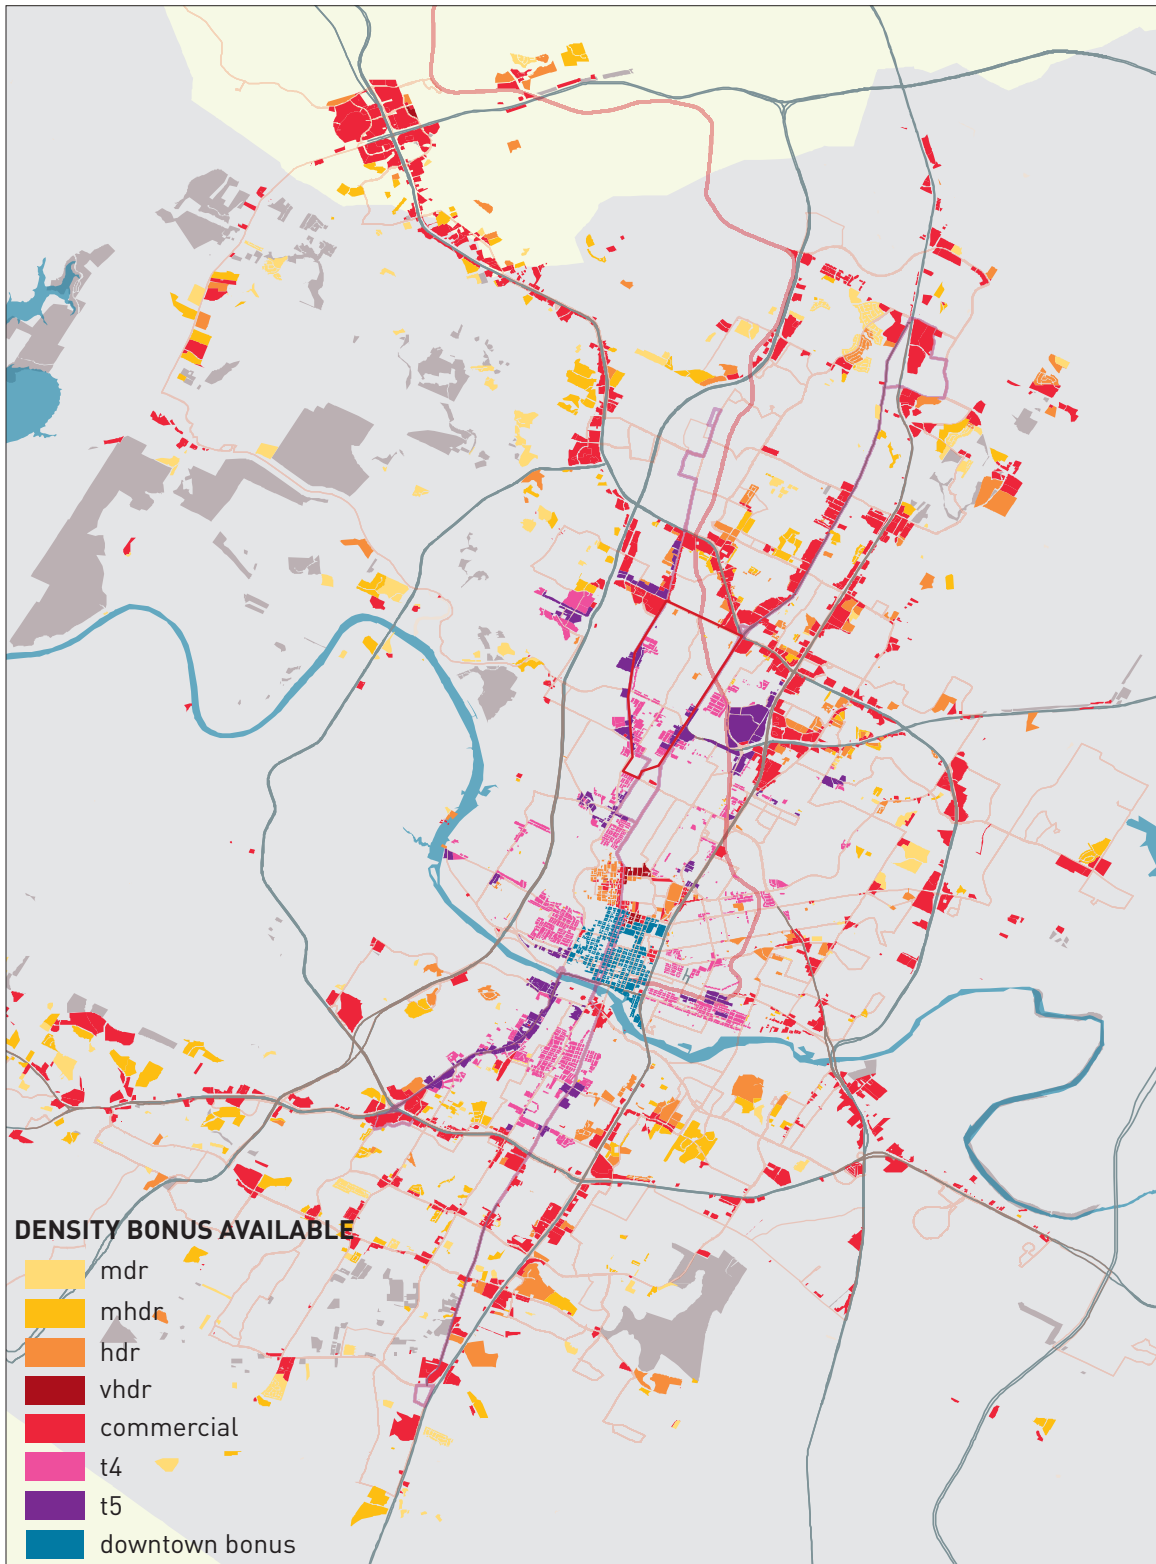 DENSITY BONUS AVAILABLE
mdr
mhdr
hdr
vhdr
commercial
t4
t5
downtown bonus